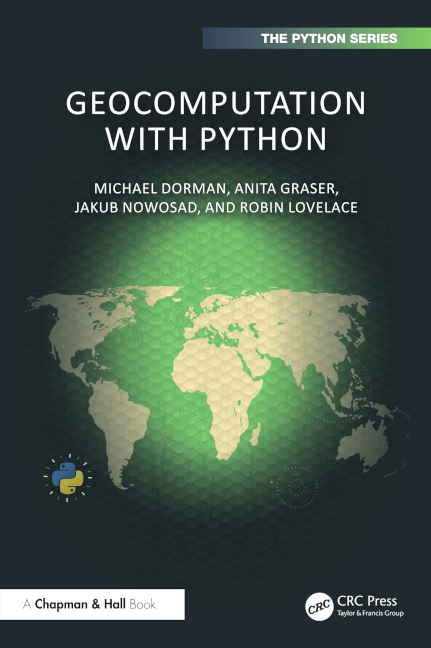 THE PYTHON SERIES
GEOCOMPUTATION
WITH PYTHON
MICHAEL DORMAN, ANITA GRASER,
JAKUB NOWOSAD, AND ROBIN LOVELACE
A Chapman & Hall Book
CRC
CRC Press
Taylor & Francis Group